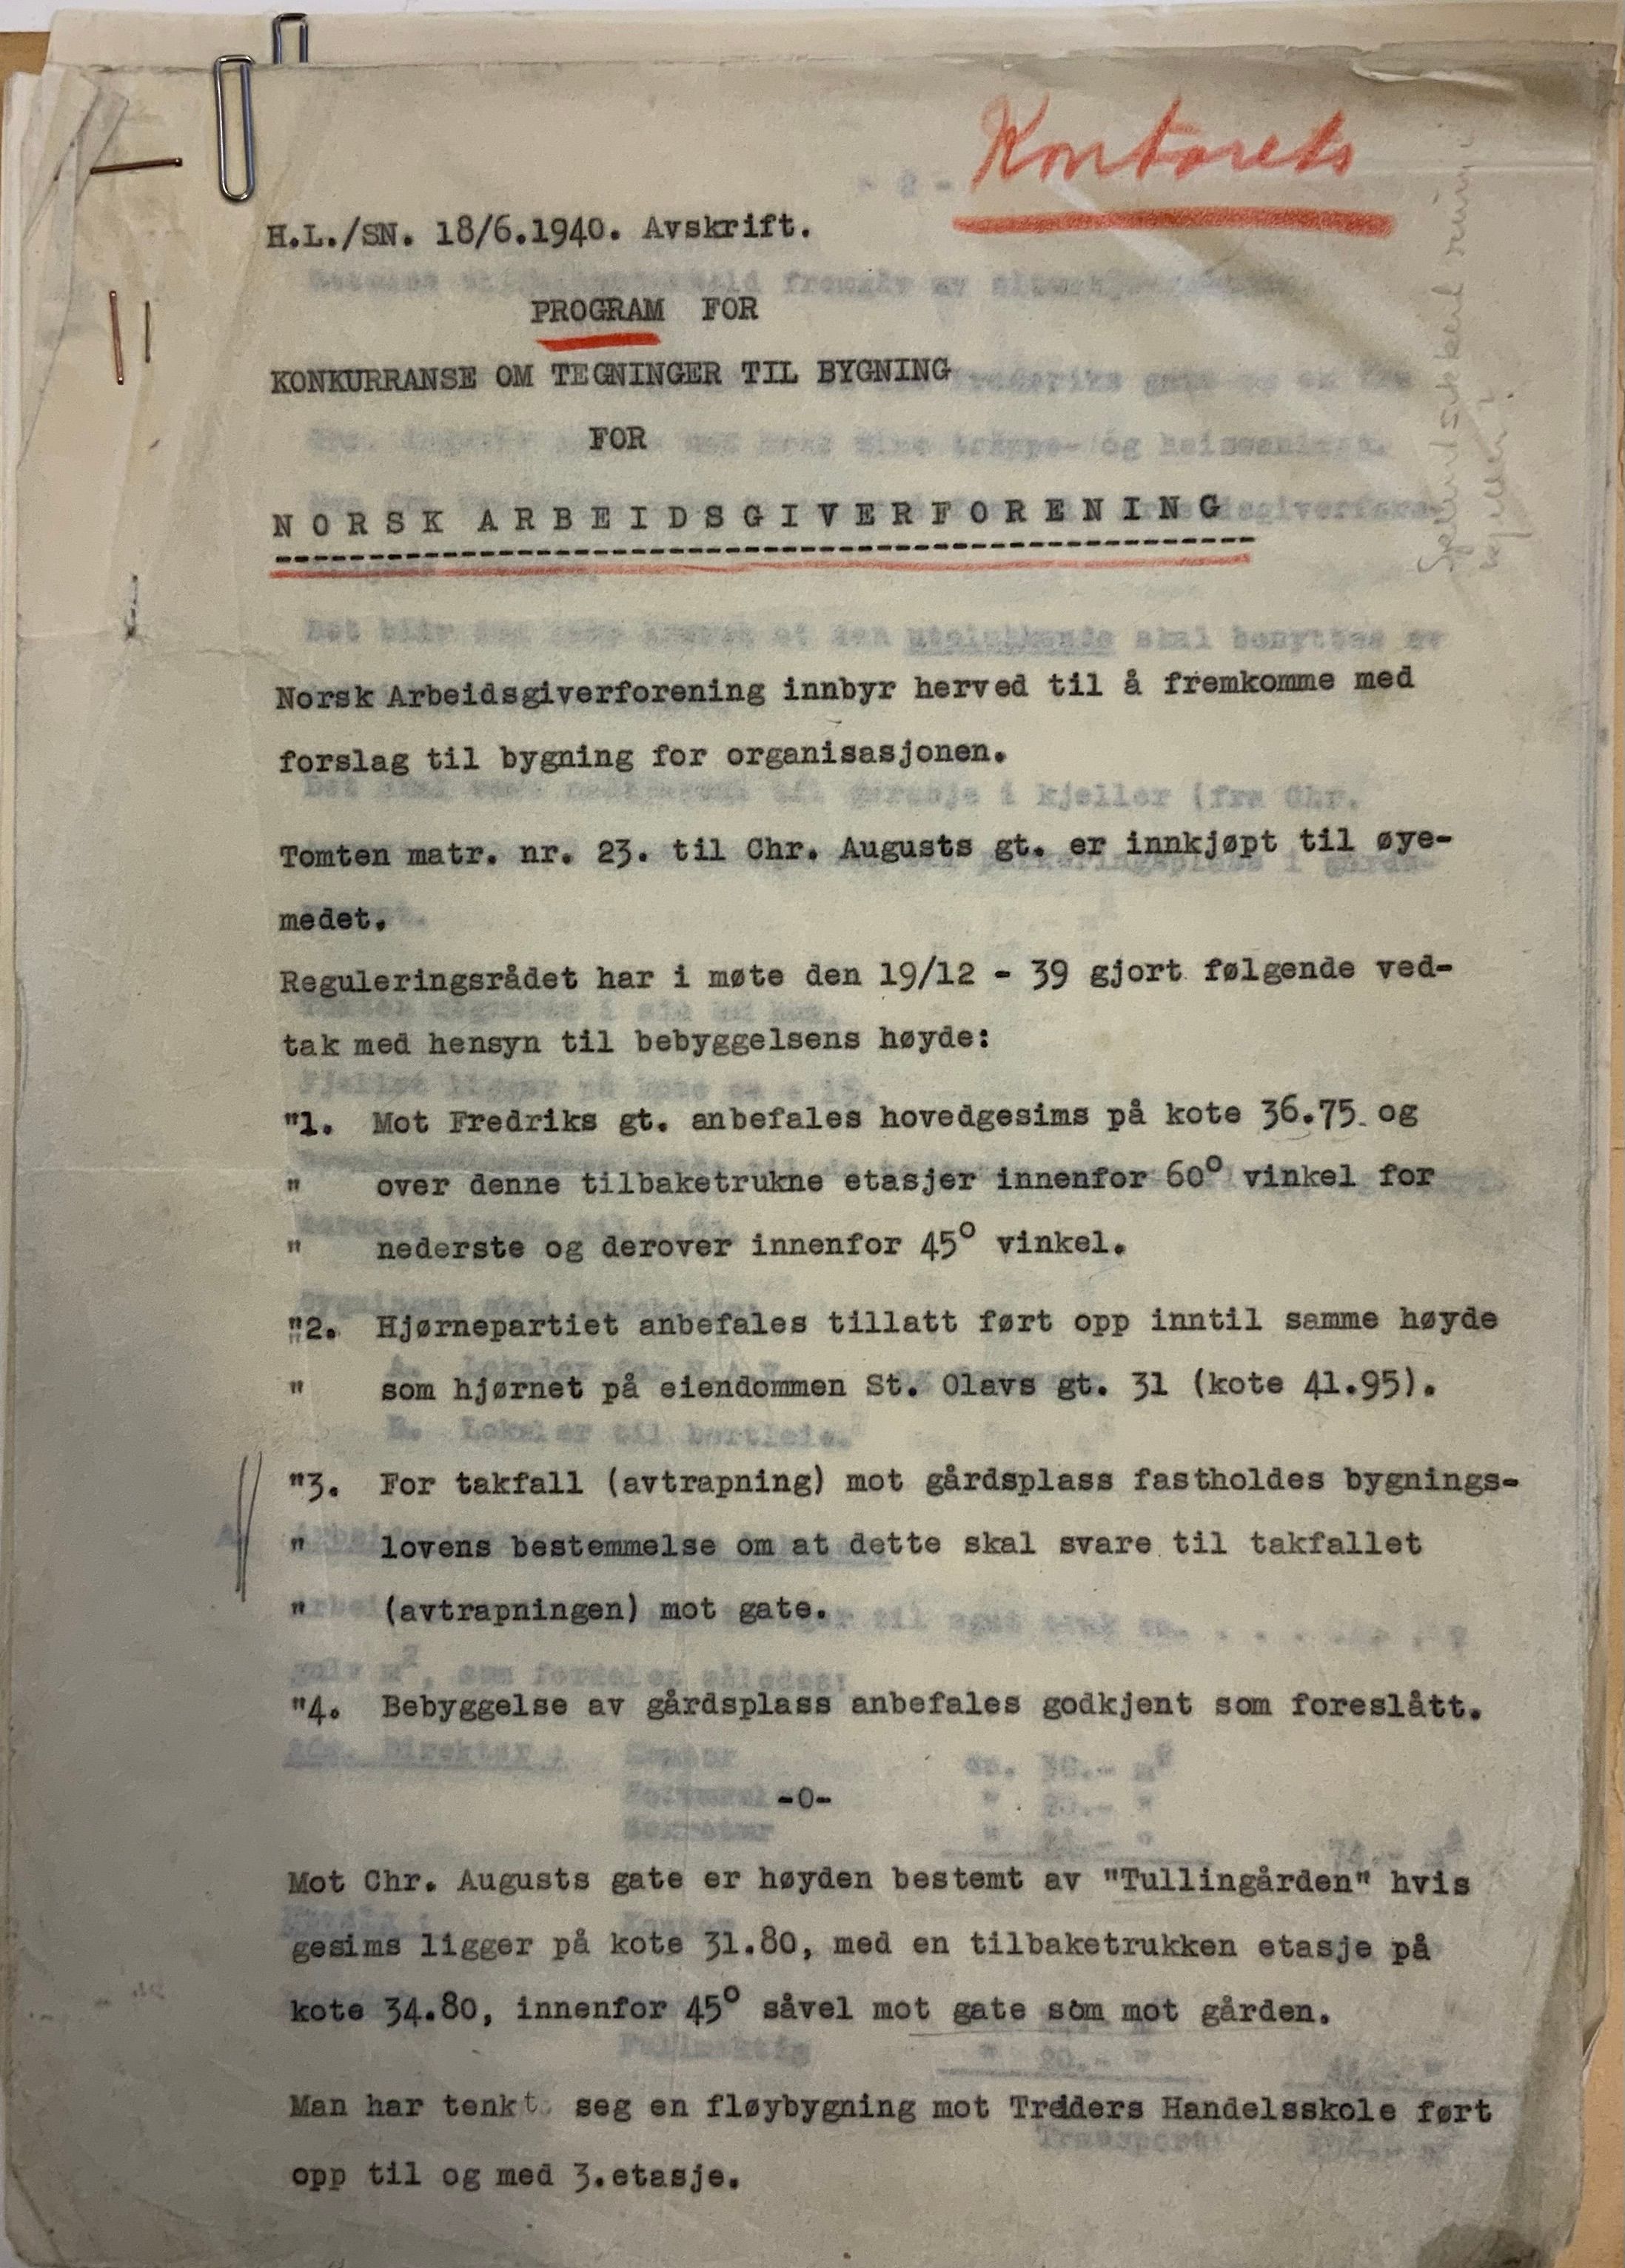 Kontorets
H.L./SN. 18/6.1940. Avskrift.
PROGRAM FOR
KONKURRANSE OM TEGNINGER TIL BYGNING
FOR
NORSK ARBEIDSGIVERFORENING
Norsk Arbeidsgiverforening innbyr herved til å fremkomme med
forslag til bygning for organisasjonen.
Tomten matr. nr. 23. til Chr. Augusts gt. er innkjøpt til øye-
medet.
Reguleringsrådet har i møte den 19/12 - 39 gjort følgende ved-
tak med hensyn til bebyggelsens høyde:
"1. Mot Fredriks gt. anbefales hovedgesims på kote 36.75 og
" over denne tilbaketrukne etasjer innenfor 60° vinkel for
" nederste og derover innenfor 45° vinkel.
"2. Hjørnepartiet anbefales tillatt ført opp inntil samme høyde
" som hjørnet på eiendommen St. Olavs gt. 31 (kote 41.95).
"3. For takfall (avtrapning) mot gårdsplass fastholdes bygnings-
" lovens bestemmelse om at dette skal svare til takfallet
" (avtrapningen) mot gate.
"4. Bebyggelse av gårdsplass anbefales godkjent som foreslått.
-0-
Mot Chr. Augusts gate er høyden bestemt av "Tullingården" hvis
gesims ligger på kote 31.80, med en tilbaketrukken etasje på
kote 34.80, innenfor 45° såvel mot gate som mot gården.
Man har tenkt seg en fløybygning mot Treiders Handelsskole ført
opp til og med 3.etasje.